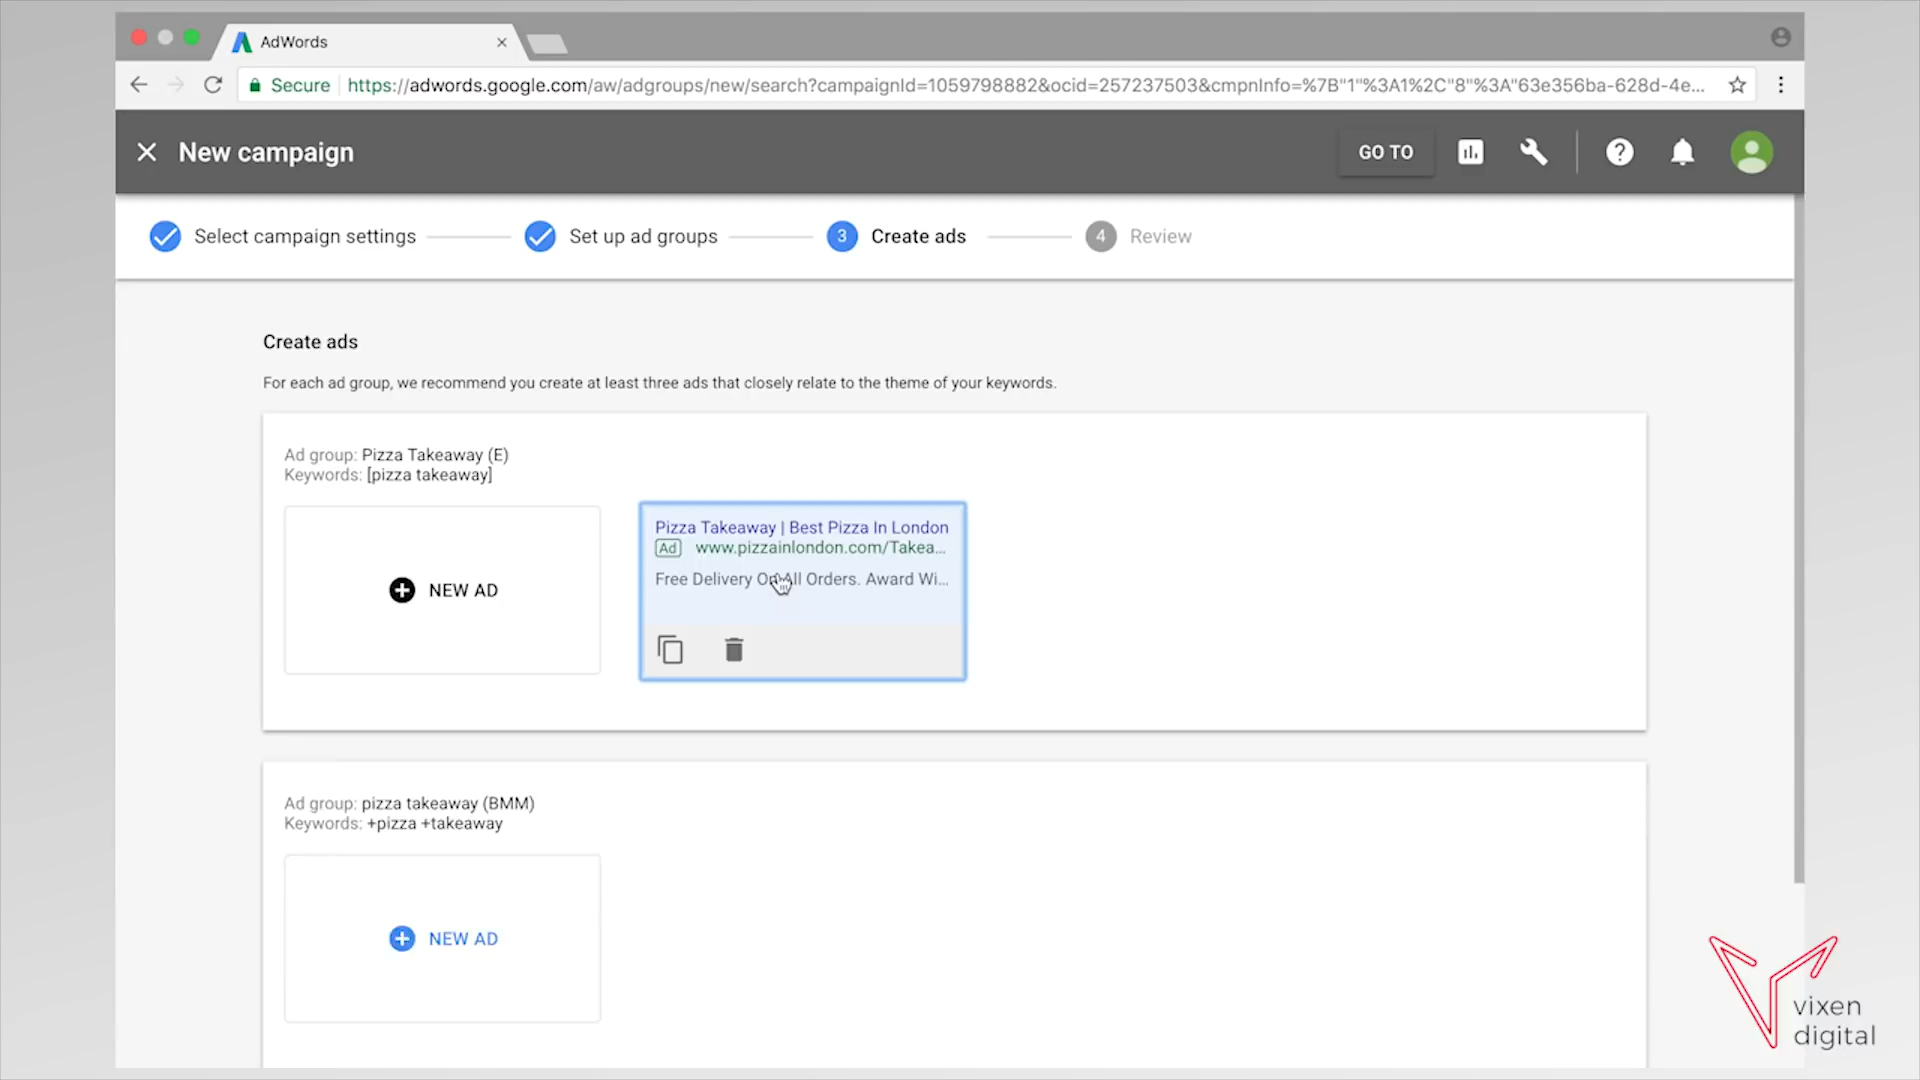 AdWords
Secure https://adwords.google.com/aw/adgroups/new/search?campaignId=1059798882&ocid=257237503&cmpnInfo=%7B"1"%3A1%2C"8"%3A"63e356ba-628d-4e...
New campaign
GO TO
Select campaign settings
Set up ad groups
3 Create ads
4 Review
Create ads
For each ad group, we recommend you create at least three ads that closely relate to the theme of your keywords.
Ad group: Pizza Takeaway (E)
Keywords: [pizza takeaway]
NEW AD
Pizza Takeaway | Best Pizza In London
Ad www.pizzainlondon.com/Takea...
Free Delivery On All Orders. Award Wi...
Ad group: pizza takeaway (BMM)
Keywords: +pizza +takeaway
NEW AD
vixen
digital